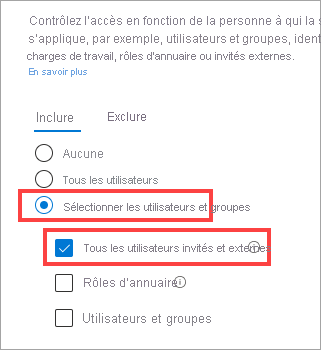 Contrôlez l'accès en fonction de la personne à qui la s
s'applique, par exemple, utilisateurs et groupes, ident
charges de travail, rôles d'annuaire ou invités externes.
En savoir plus
Inclure Exclure
Aucune
Tous les utilisateurs
Sélectionner les utilisateurs et groupes
Tous les utilisateurs invités et externes
Rôles d'annuaire
Utilisateurs et groupes